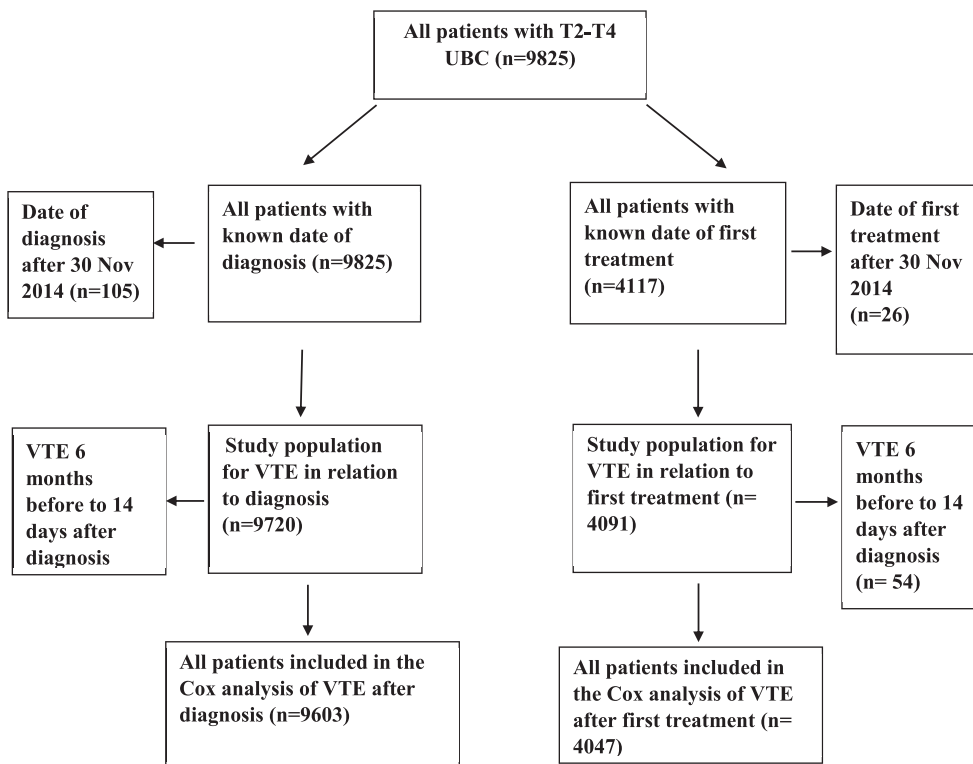 All patients with T2-T4
UBC (n=9825)
Date of
diagnosis
after 30 Nov
2014 (n=105)
All patients with
known date of
diagnosis (n=9825)
All patients with
known date of first
treatment
(n=4117)
Date of first
treatment
after 30 Nov
2014
(n=26)
VTE 6
months
before to 14
days after
diagnosis
Study population
for VTE in relation
to diagnosis
(n=9720)
Study population for
VTE in relation to
first treatment (n=
4091)
VTE 6
months
before to 14
days after
diagnosis
(n= 54)
All patients included in the
Cox analysis of VTE after
diagnosis (n=9603)
All patients included in
the Cox analysis of VTE
after first treatment (n=
4047)